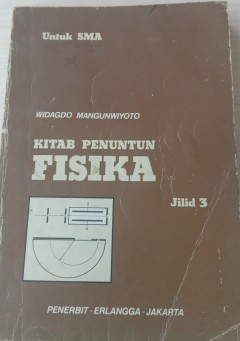 Untuk SMA
WIDAGDO MANGUNWIYOTO
KITAB PENUNTUN
FISIKA
Jilid 3
PENERBIT - ERLANGGA - JAKARTA